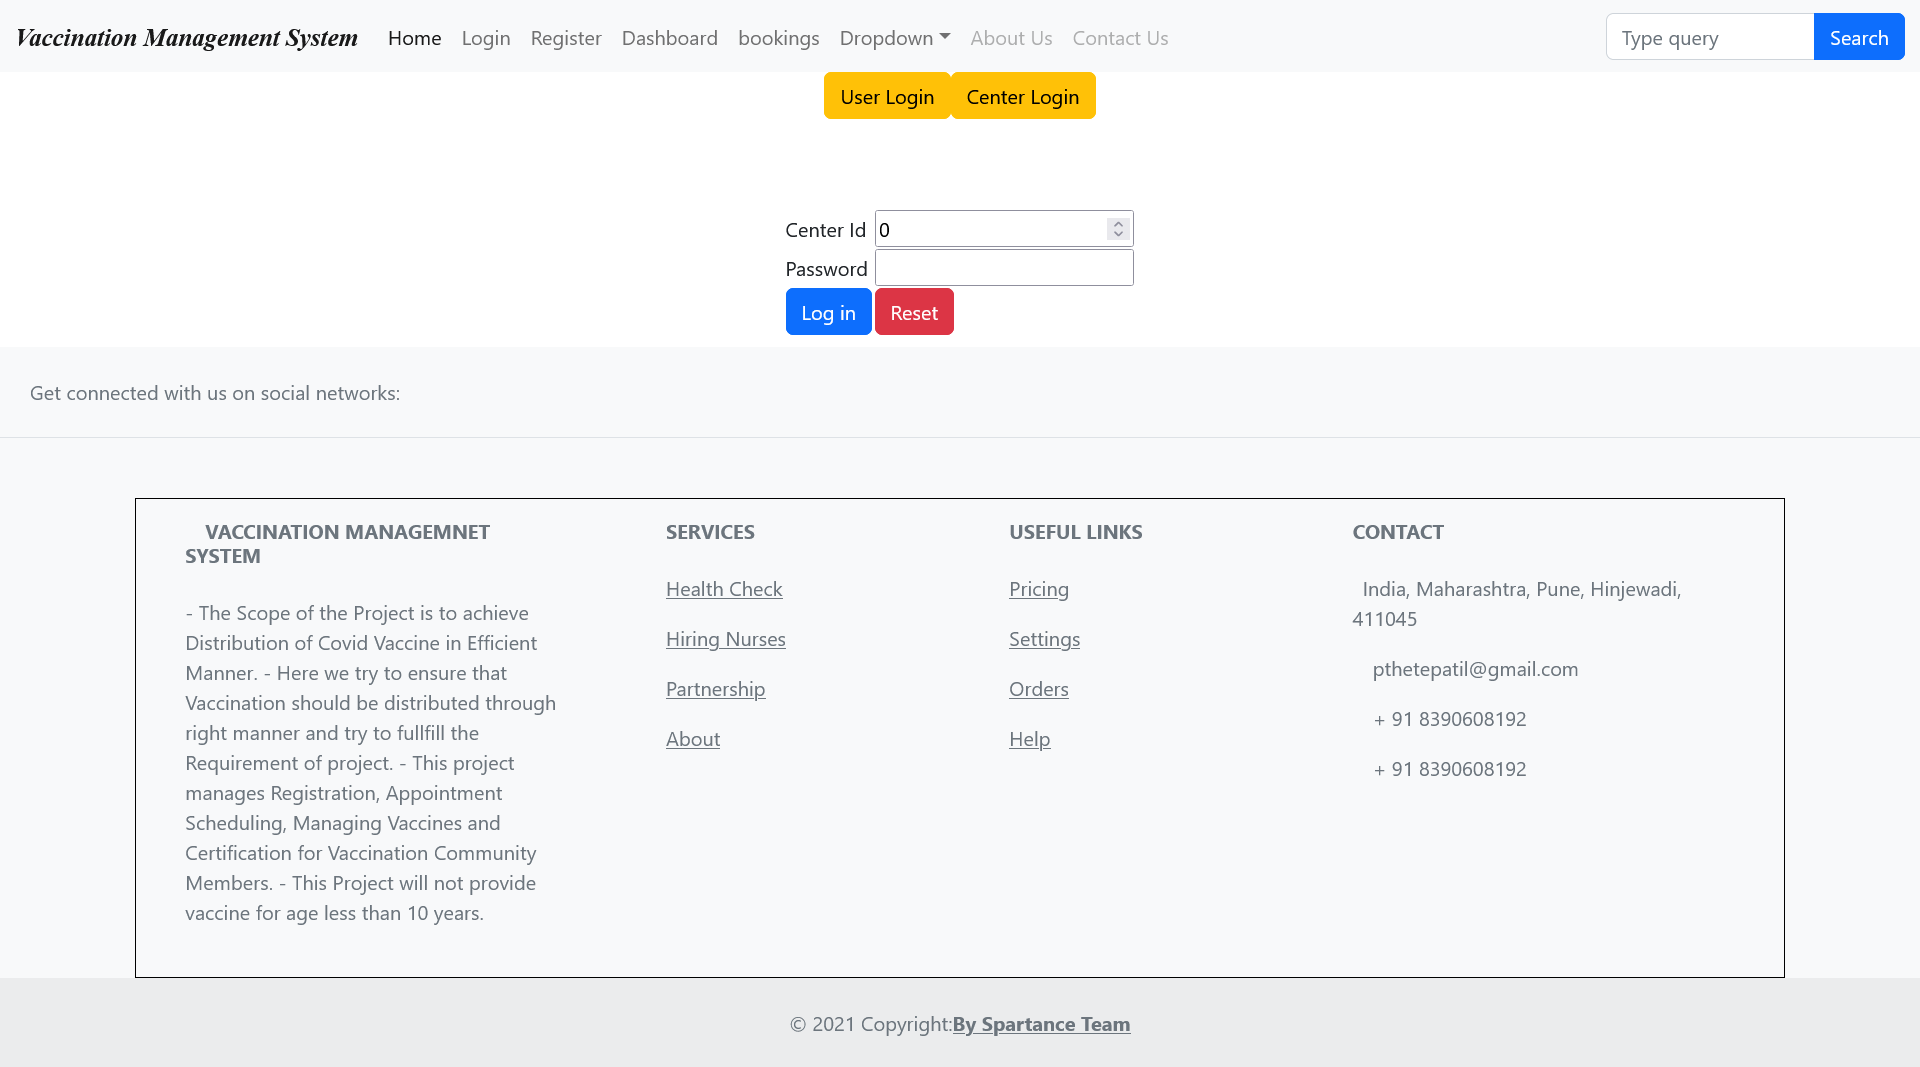 Vaccination Management System Home Login Register Dashboard bookings Dropdown About Us Contact Us Type query Search
User Login Center Login
Center Id 0
Password
Log in Reset
Get connected with us on social networks:
VACCINATION MANAGEMNET
SYSTEM
- The Scope of the Project is to achieve
Distribution of Covid Vaccine in Efficient
Manner. - Here we try to ensure that
Vaccination should be distributed through
right manner and try to fullfill the
Requirement of project. - This project
manages Registration, Appointment
Scheduling, Managing Vaccines and
Certification for Vaccination Community
Members. - This Project will not provide
vaccine for age less than 10 years.
SERVICES
Health Check
Hiring Nurses
Partnership
About
USEFUL LINKS
Pricing
Settings
Orders
Help
CONTACT
India, Maharashtra, Pune, Hinjewadi,
411045
pthetepatil@gmail.com
+ 91 8390608192
+ 91 8390608192
© 2021 Copyright:By Spartance Team